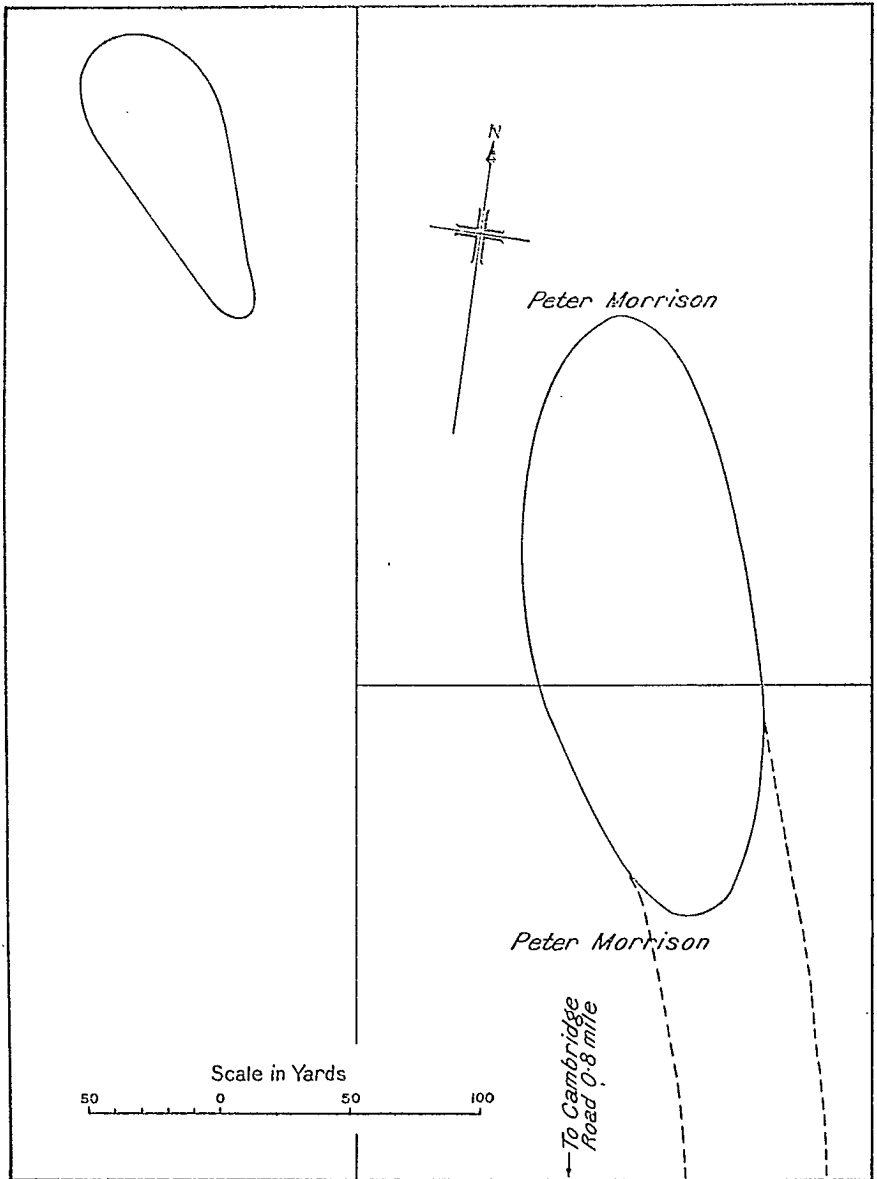 N
Peter Morrison
Peter Morrison
To Cambridge
Road 0·8 mile
Scale in Yards
50 0 50 100